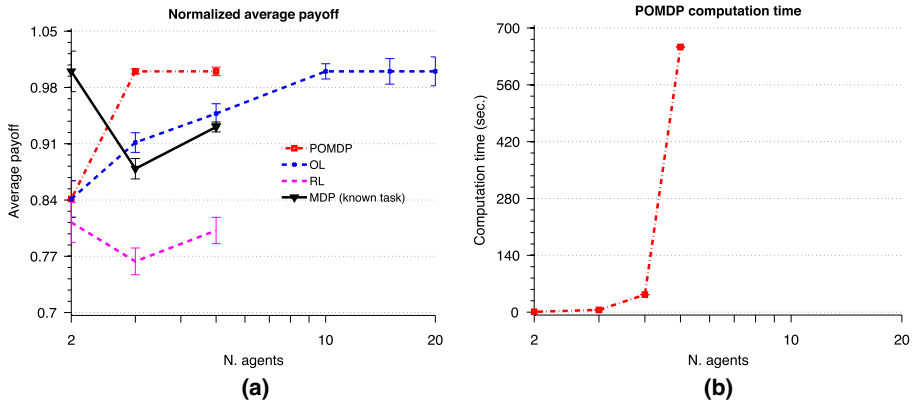 Normalized average payoff
1.05
0.98
0.91
0.84
0.77
0.7
Average payoff
POMDP
OL
RL
MDP (known task)
2
10
20
N. agents
(a)
POMDP computation time
700
560
420
280
140
0
Computation time (sec.)
2
10
20
N. agents
(b)